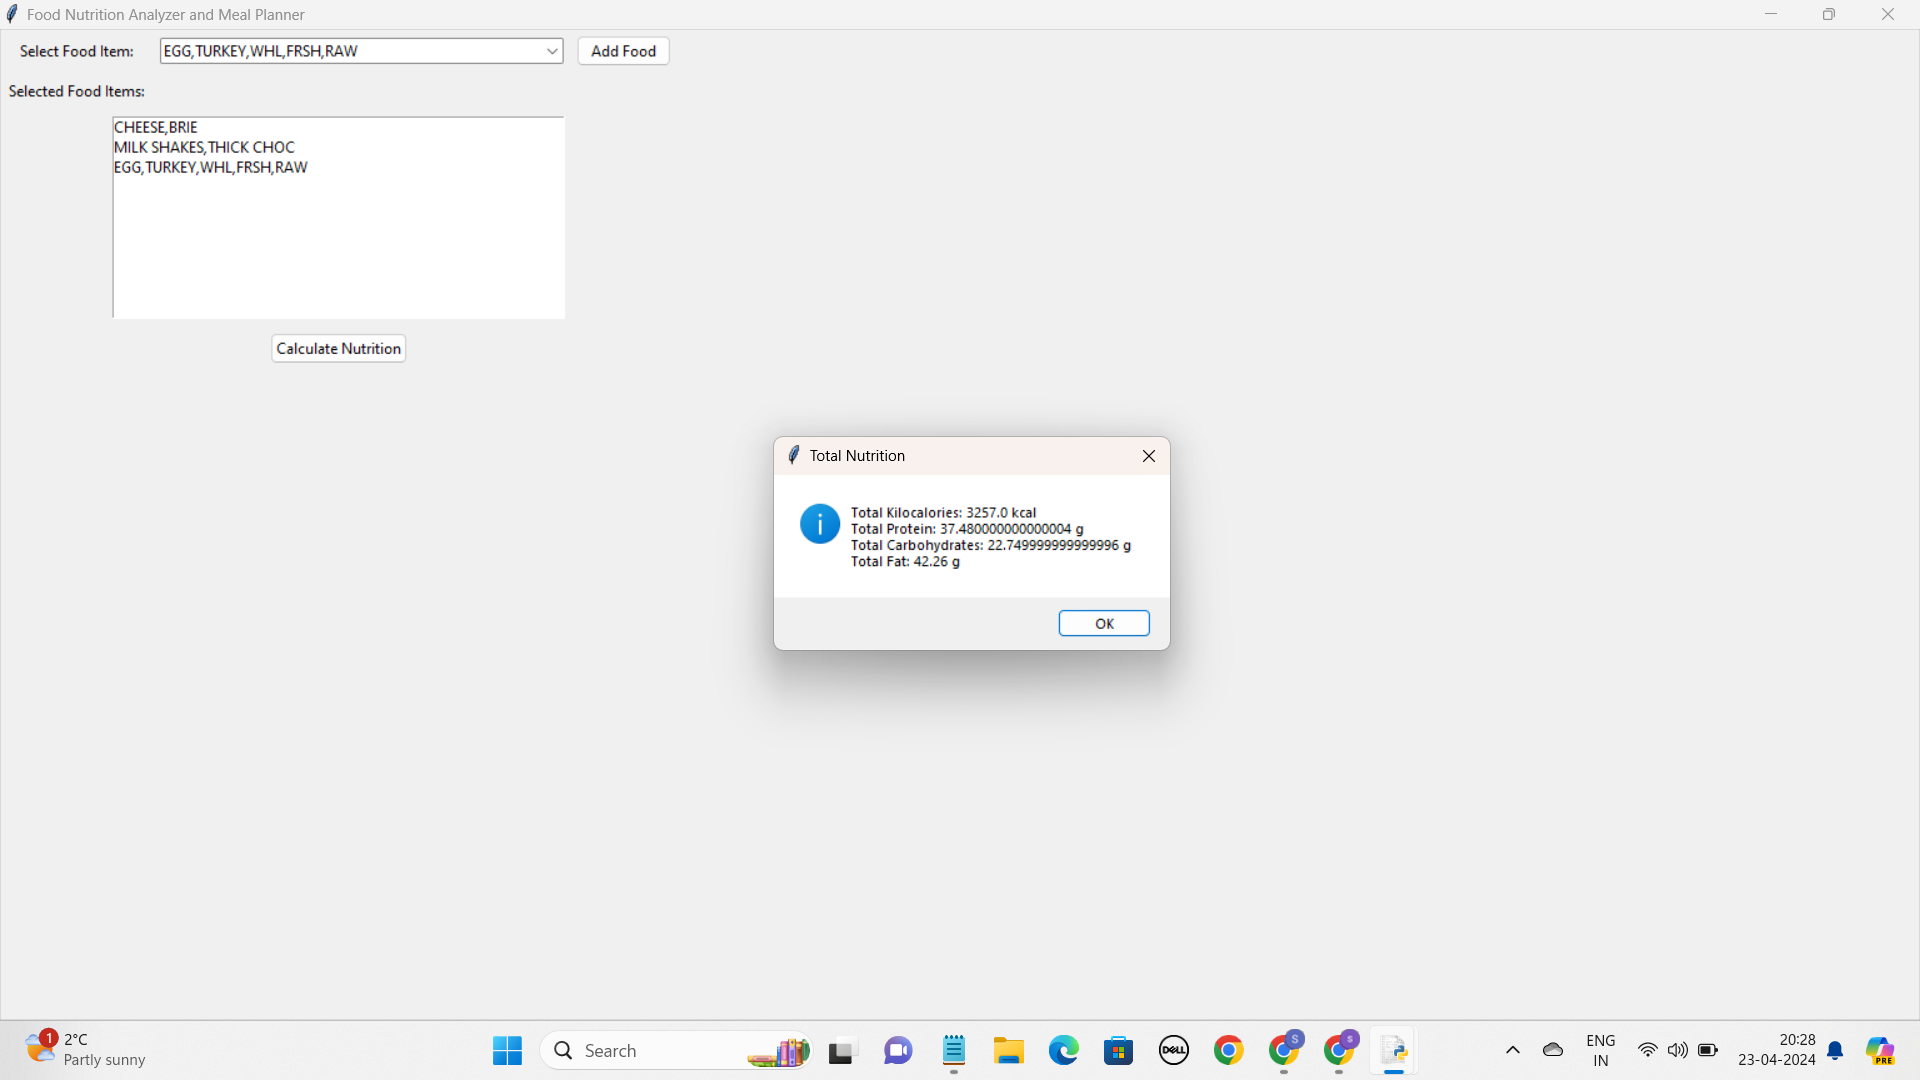 Food Nutrition Analyzer and Meal Planner
Select Food Item:
EGG,TURKEY,WHL,FRSH,RAW
Add Food
Selected Food Items:
CHEESE,BRIE
MILK SHAKES,THICK CHOC
EGG,TURKEY,WHL,FRSH,RAW
Calculate Nutrition
Total Nutrition
Total Kilocalories: 3257.0 kcal
Total Protein: 37.480000000000004 g
Total Carbohydrates: 22.749999999999996 g
Total Fat: 42.26 g
OK
1
2°C
Partly sunny
Search
DELL
S
s
ENG
IN
20:28
23-04-2024
PRE